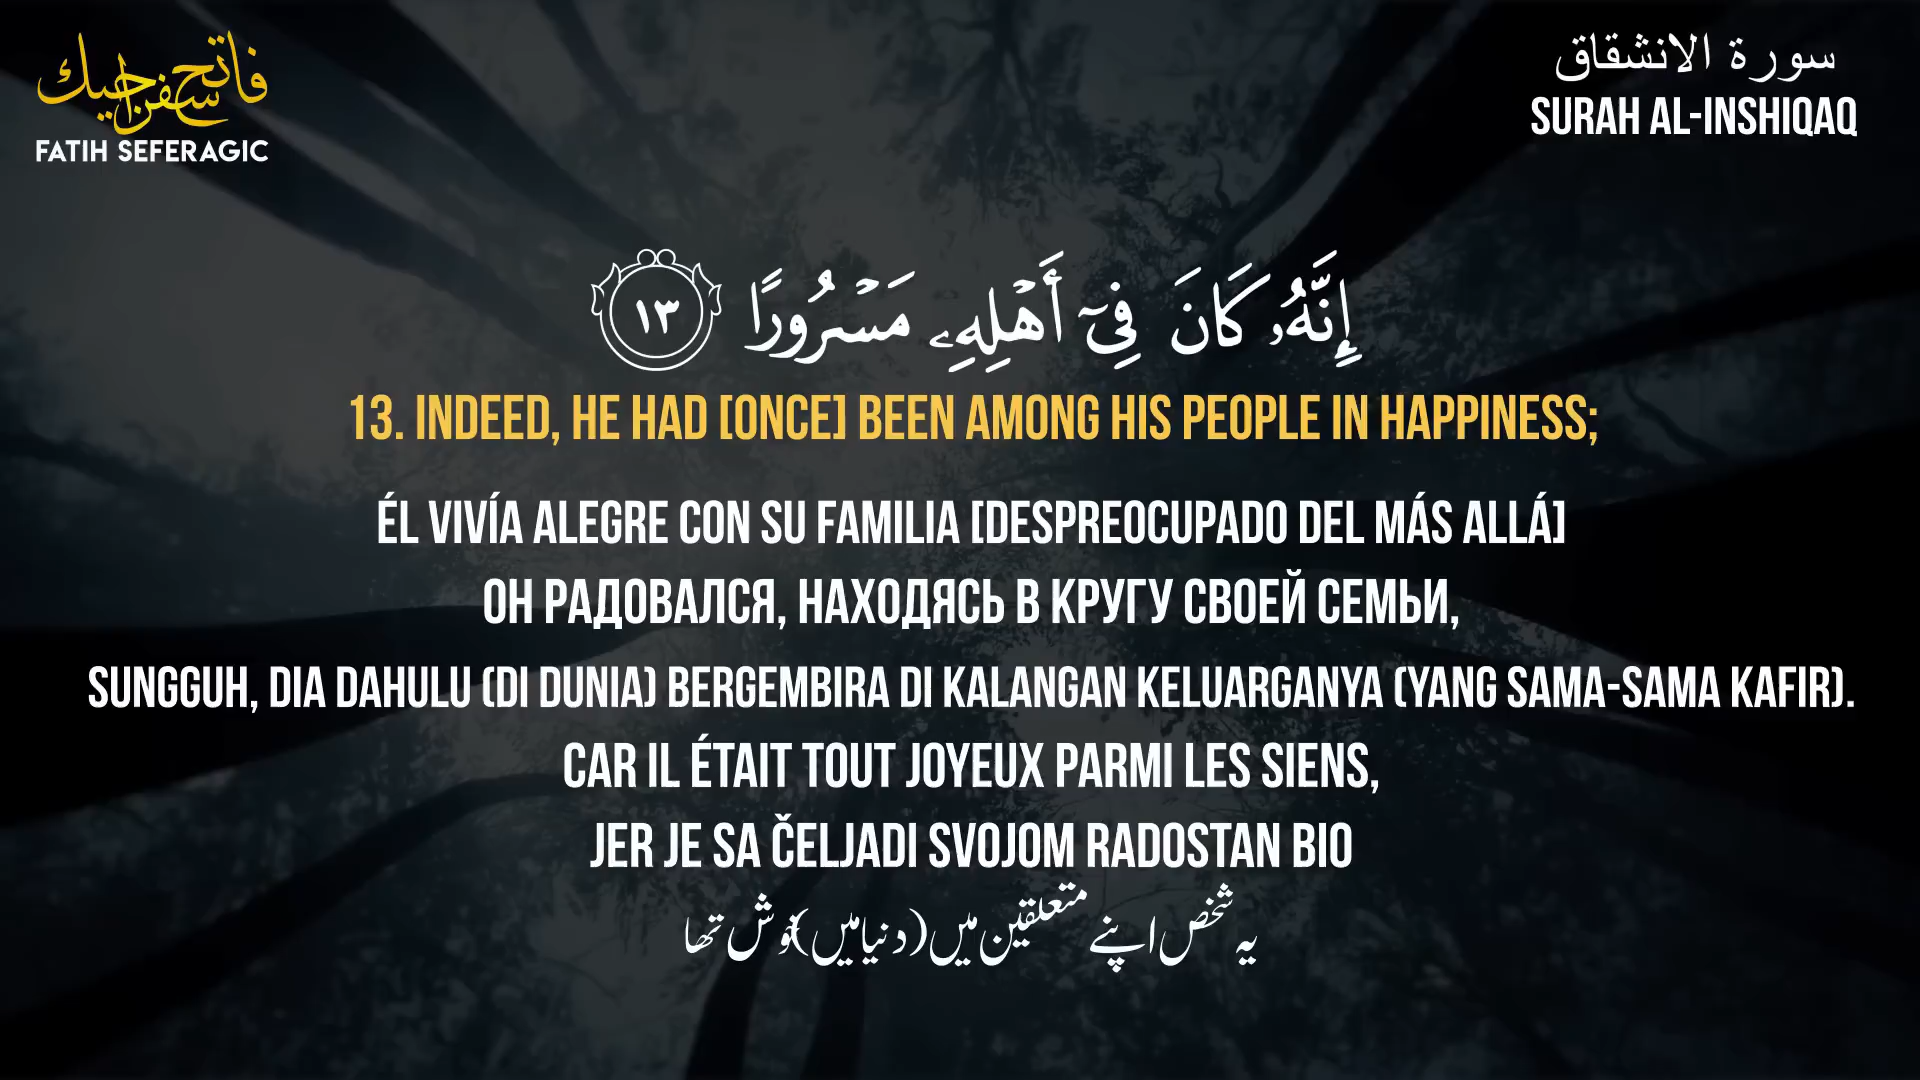 فاتح سفراجيك
FATIH SEFERAGIC
سورة الانشقاق
SURAH AL-INSHIQAQ
إِنَّهُۥ كَانَ فِىٓ أَهْلِهِۦ مَسْرُورًا ١٣
13. INDEED, HE HAD [ONCE] BEEN AMONG HIS PEOPLE IN HAPPINESS;
ÉL VIVÍA ALEGRE CON SU FAMILIA [DESPREOCUPADO DEL MÁS ALLÁ]
ОН РАДОВАЛСЯ, НАХОДЯСЬ В КРУГУ СВОЕЙ СЕМЬИ,
SUNGGUH, DIA DAHULU (DI DUNIA) BERGEMBIRA DI KALANGAN KELUARGANYA (YANG SAMA-SAMA KAFIR).
CAR IL ÉTAIT TOUT JOYEUX PARMI LES SIENS,
JER JE SA ČELJADI SVOJOM RADOSTAN BIO
یہ شخص اپنے متعلقین میں (دنیا میں) خوش تھا